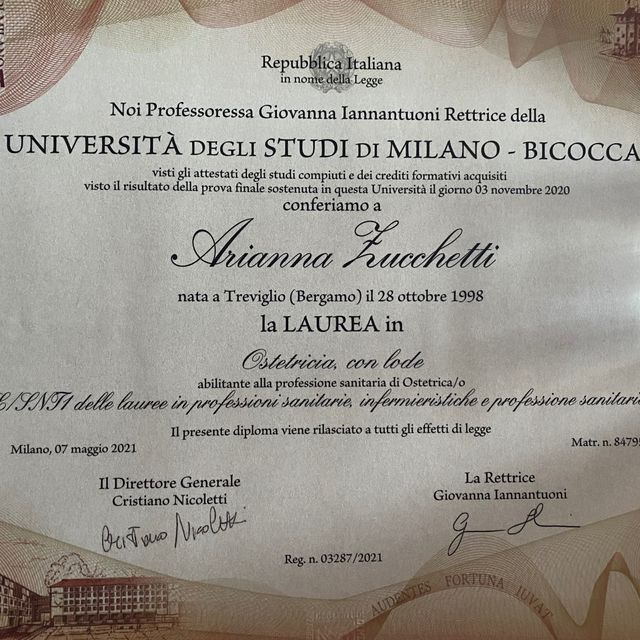 Repubblica Italiana
in nome della Legge
Noi Professoressa Giovanna Iannantuoni Rettrice della
UNIVERSITÀ DEGLI STUDI DI MILANO - BICOCCA
visti gli attestati degli studi compiuti e dei crediti formativi acquisiti
visto il risultato della prova finale sostenuta in questa Università il giorno 03 novembre 2020
conferiamo a
Arianna Zucchetti
nata a Treviglio (Bergamo) il 28 ottobre 1998
la LAUREA in
Ostetricia, con lode
abilitante alla professione sanitaria di Ostetrica/o
/SNT1 delle lauree in professioni sanitarie, infermieristiche e professione sanitaria
Il presente diploma viene rilasciato a tutti gli effetti di legge
Milano, 07 maggio 2021
Matr. n. 84795
Il Direttore Generale
Cristiano Nicoletti
La Rettrice
Giovanna Iannantuoni
Cristiano Nicoletti
Reg. n. 03287/2021
AUDENTES FORTUNA IUVAT